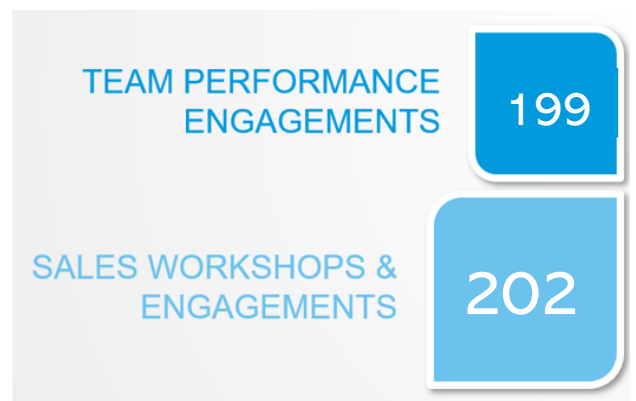 TEAM PERFORMANCE
ENGAGEMENTS
199
SALES WORKSHOPS &
ENGAGEMENTS
202